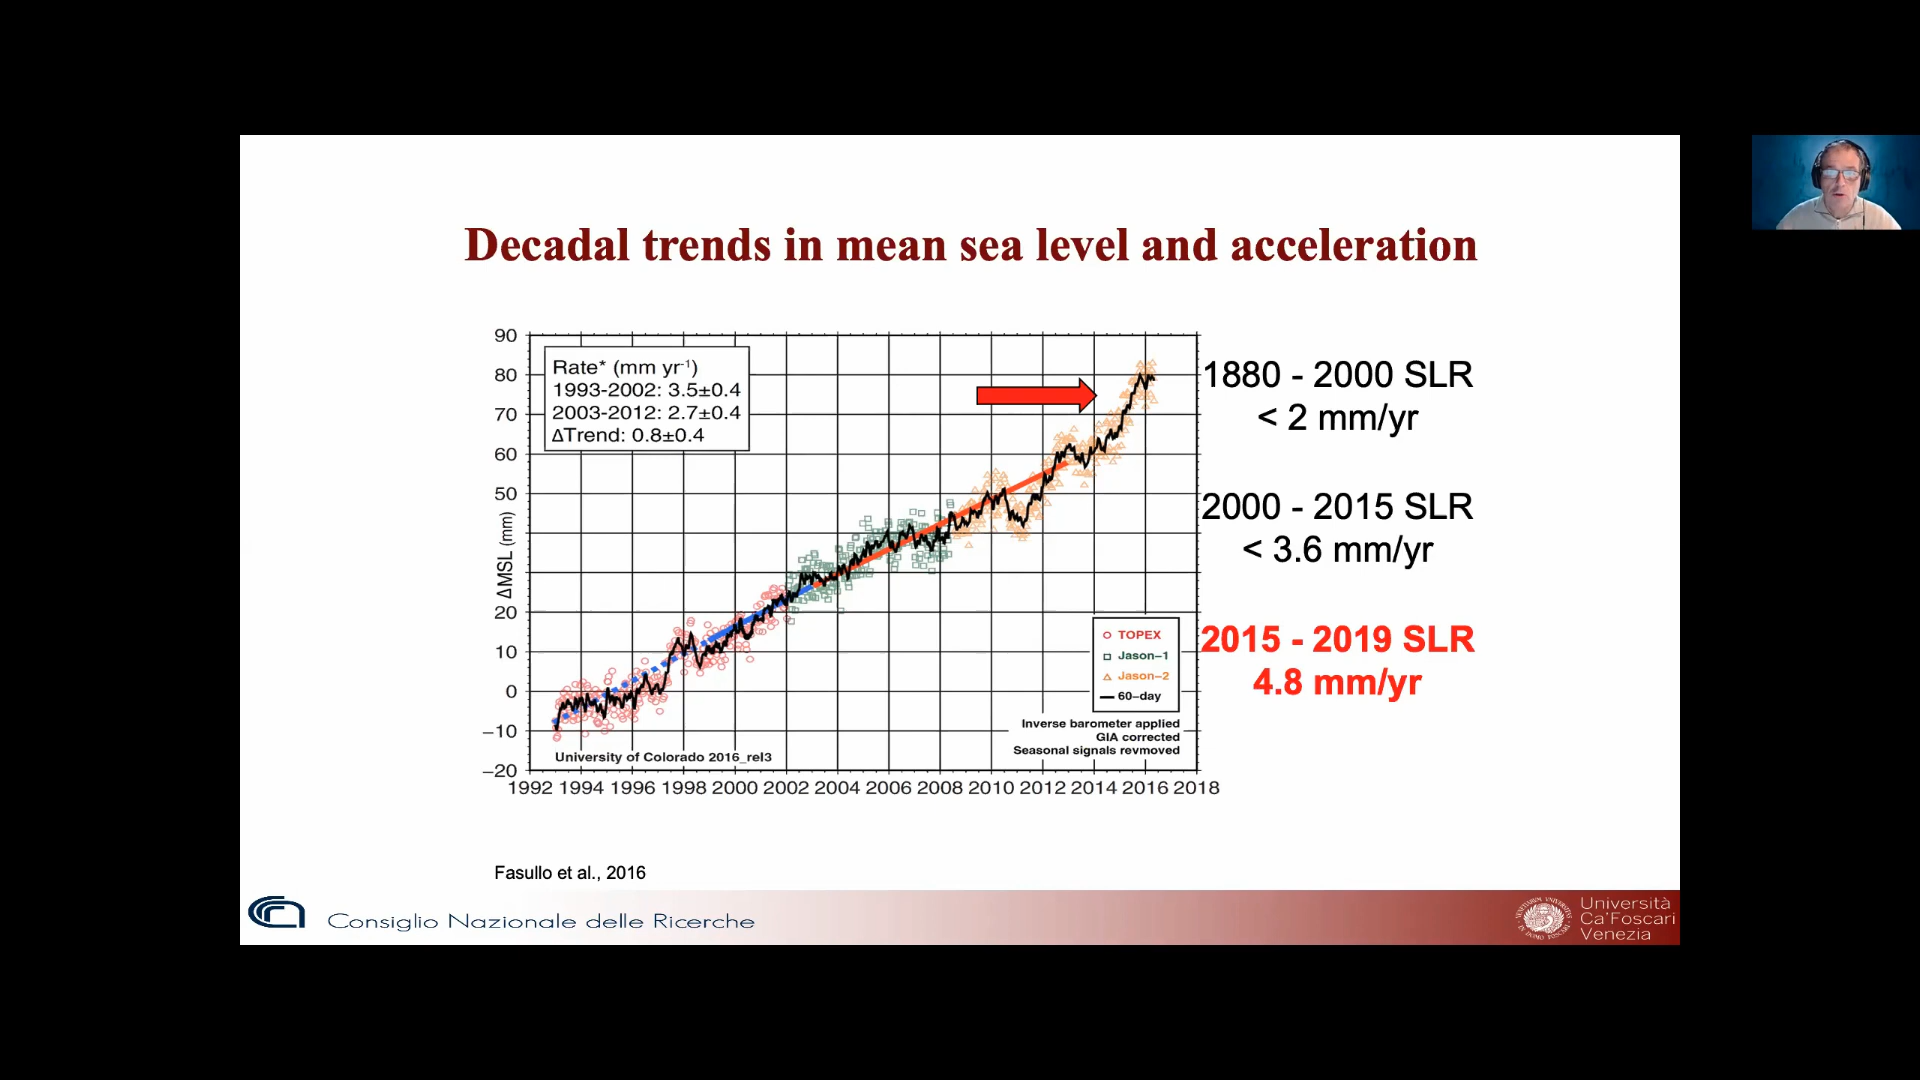 Decadal trends in mean sea level and acceleration
90
80
70
60
50
20
10
0
−10
−20
ΔMSL (mm)
Rate* (mm yr-1)
1993-2002: 3.5±0.4
2003-2012: 2.7±0.4
ΔTrend: 0.8±0.4
TOPEX
Jason−1
Jason−2
60−day
Inverse barometer applied
GIA corrected
Seasonal signals revmoved
University of Colorado 2016_rel3
1992 1994 1996 1998 2000 2002 2004 2006 2008 2010 2012 2014 2016 2018
1880 - 2000 SLR
< 2 mm/yr
2000 - 2015 SLR
< 3.6 mm/yr
2015 - 2019 SLR
4.8 mm/yr
Fasullo et al., 2016
Consiglio Nazionale delle Ricerche
Università
Ca'Foscari
Venezia